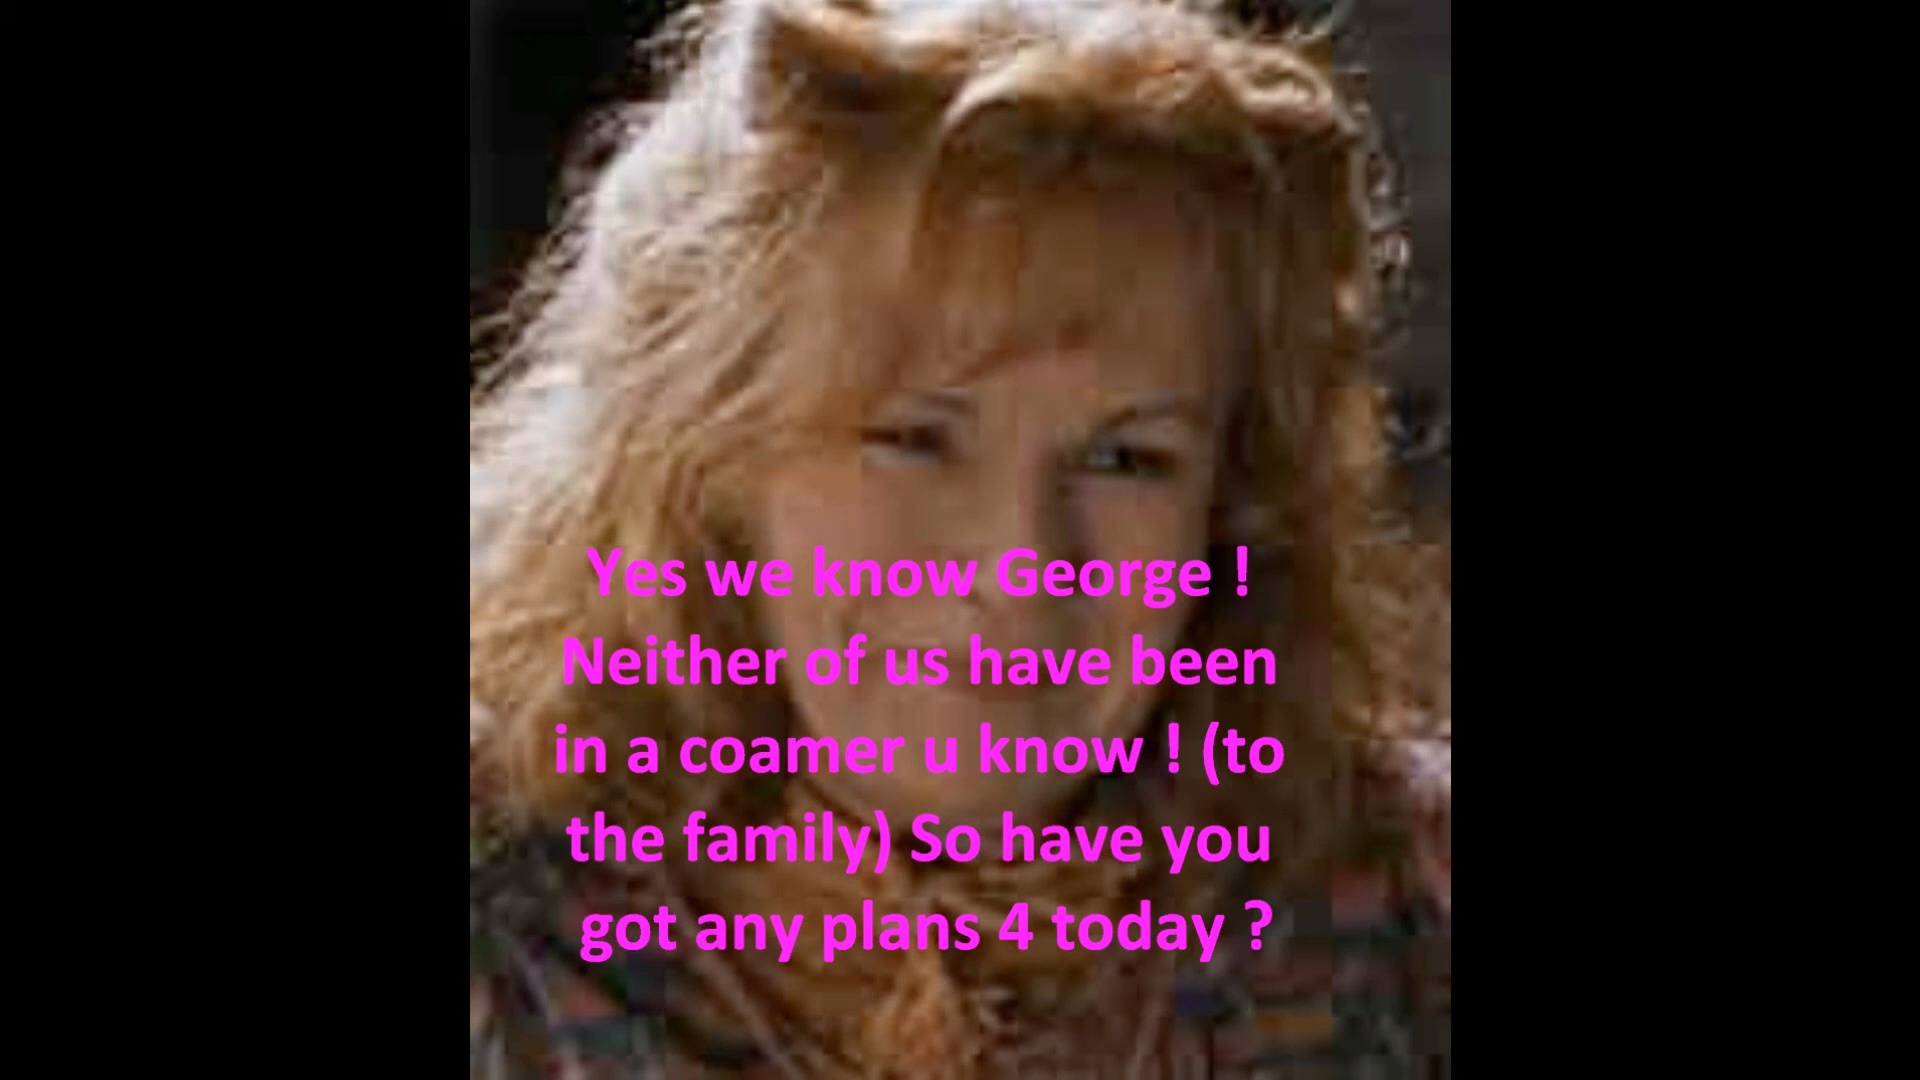 Yes we know George !
Neither of us have been
in a coamer u know ! (to
the family) So have you
got any plans 4 today ?